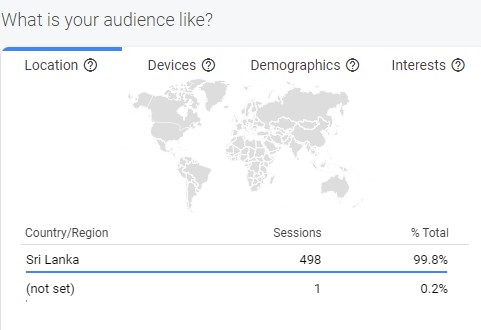 What is your audience like?
Location ? Devices ? Demographics ? Interests ?
Country/Region Sessions % Total
Sri Lanka 498 99.8%
(not set) 1 0.2%